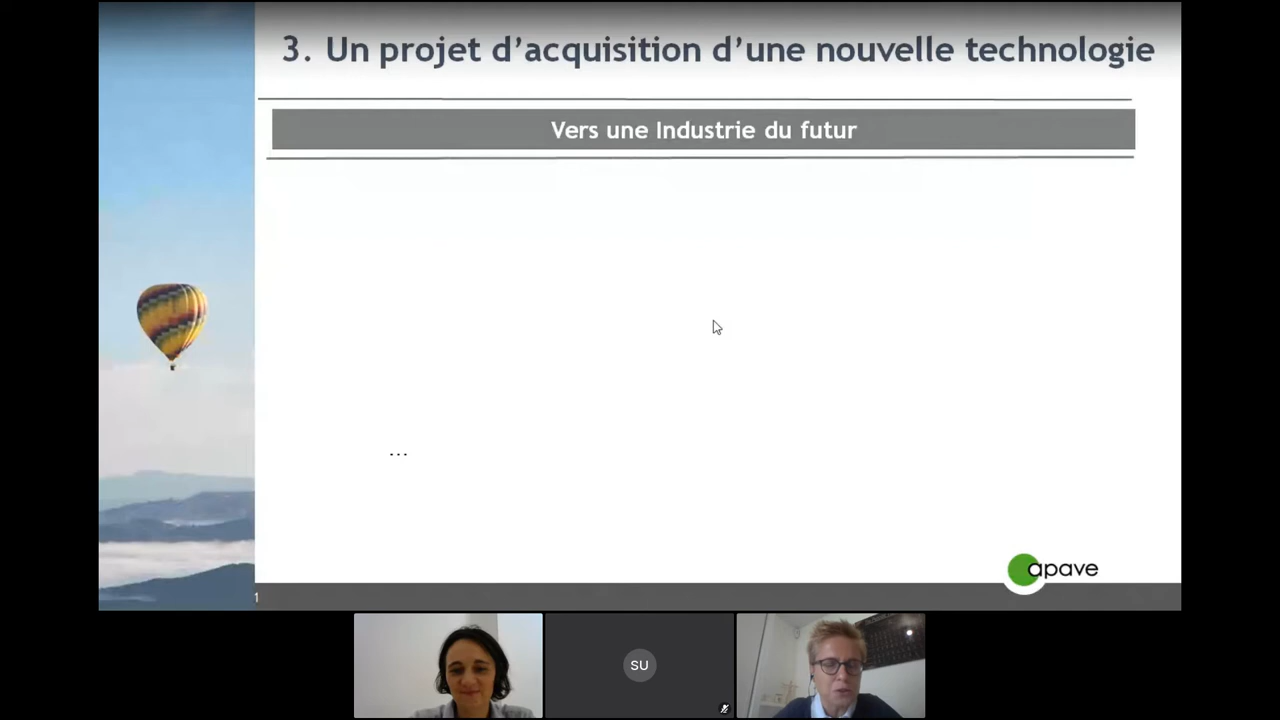 3. Un projet d’acquisition d’une nouvelle technologie
Vers une Industrie du futur
...
apave
1
SU